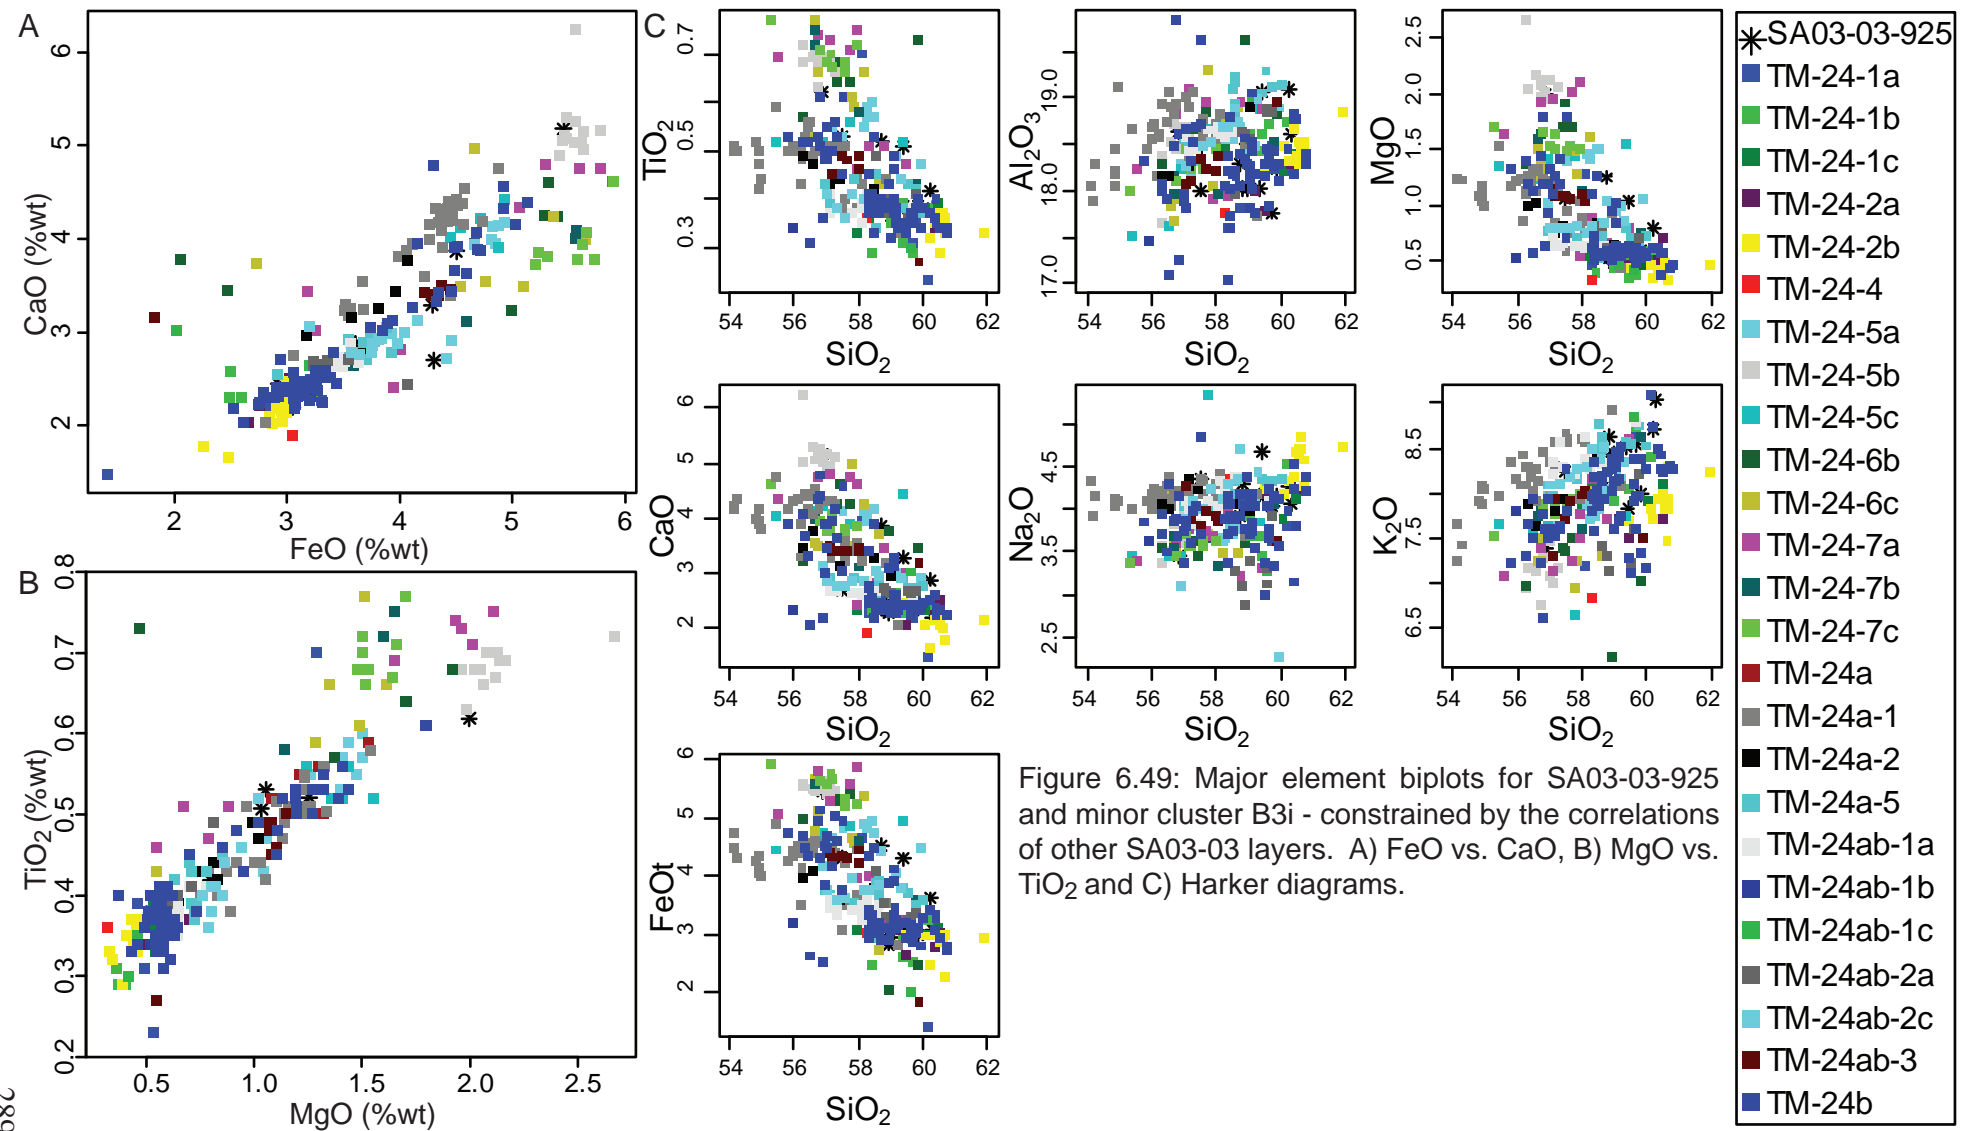 A
CaO (%wt)
6
5
4
3
2
2 3 4 5 6
FeO (%wt)
B
TiO2 (%wt)
0.8
0.7
0.6
0.5
0.4
0.3
0.2
0.5 1.0 1.5 2.0 2.5
MgO (%wt)
289
C
TiO2
0.7
0.5
0.3
54 56 58 60 62
SiO2
Al2O3
19.0
18.0
17.0
54 56 58 60 62
SiO2
MgO
2.5
2.0
1.5
1.0
0.5
54 56 58 60 62
SiO2
CaO
6
5
4
3
2
54 56 58 60 62
SiO2
Na2O
4.5
3.5
2.5
54 56 58 60 62
SiO2
K2O
8.5
7.5
6.5
54 56 58 60 62
SiO2
FeOt
6
5
4
3
2
54 56 58 60 62
SiO2
Figure 6.49: Major element biplots for SA03-03-925
and minor cluster B3i - constrained by the correlations
of other SA03-03 layers. A) FeO vs. CaO, B) MgO vs.
TiO2 and C) Harker diagrams.
SA03-03-925
TM-24-1a
TM-24-1b
TM-24-1c
TM-24-2a
TM-24-2b
TM-24-4
TM-24-5a
TM-24-5b
TM-24-5c
TM-24-6b
TM-24-6c
TM-24-7a
TM-24-7b
TM-24-7c
TM-24a
TM-24a-1
TM-24a-2
TM-24a-5
TM-24ab-1a
TM-24ab-1b
TM-24ab-1c
TM-24ab-2a
TM-24ab-2c
TM-24ab-3
TM-24b